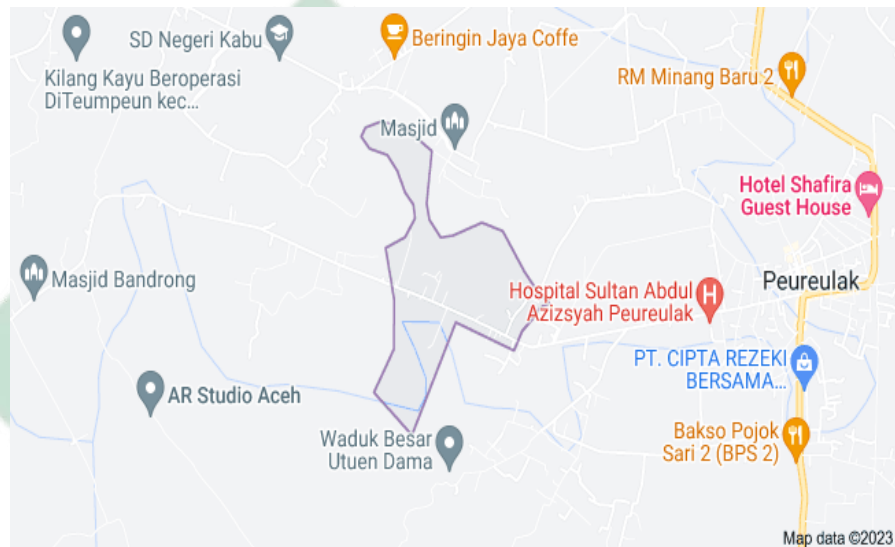 SD Negeri Kabu
Beringin Jaya Coffe
Kilang Kayu Beroperasi
DiTeumpeun kec...
RM Minang Baru 2
Masjid
Hotel Shafira
Guest House
Masjid Bandrong
Hospital Sultan Abdul
Azizsyah Peureulak
H
Peureulak
PT. CIPTA REZEKI
BERSAMA...
AR Studio Aceh
Waduk Besar
Utuen Dama
Bakso Pojok
Sari 2 (BPS 2)
Map data ©2023